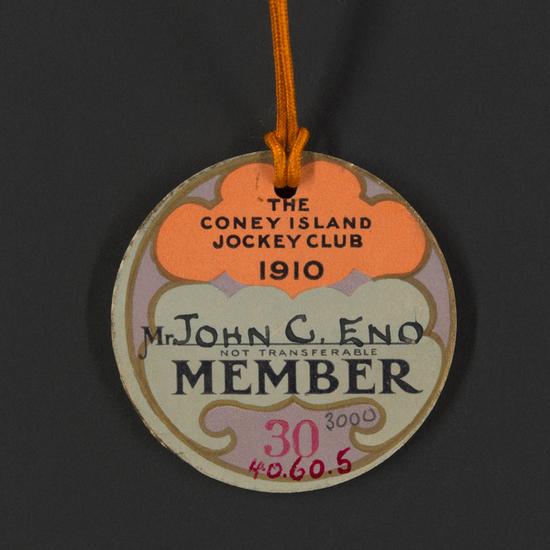 THE
CONEY ISLAND
JOCKEY CLUB
1910
Mr. JOHN C. ENO
NOT TRANSFERABLE
MEMBER
30 3000
40.60.5